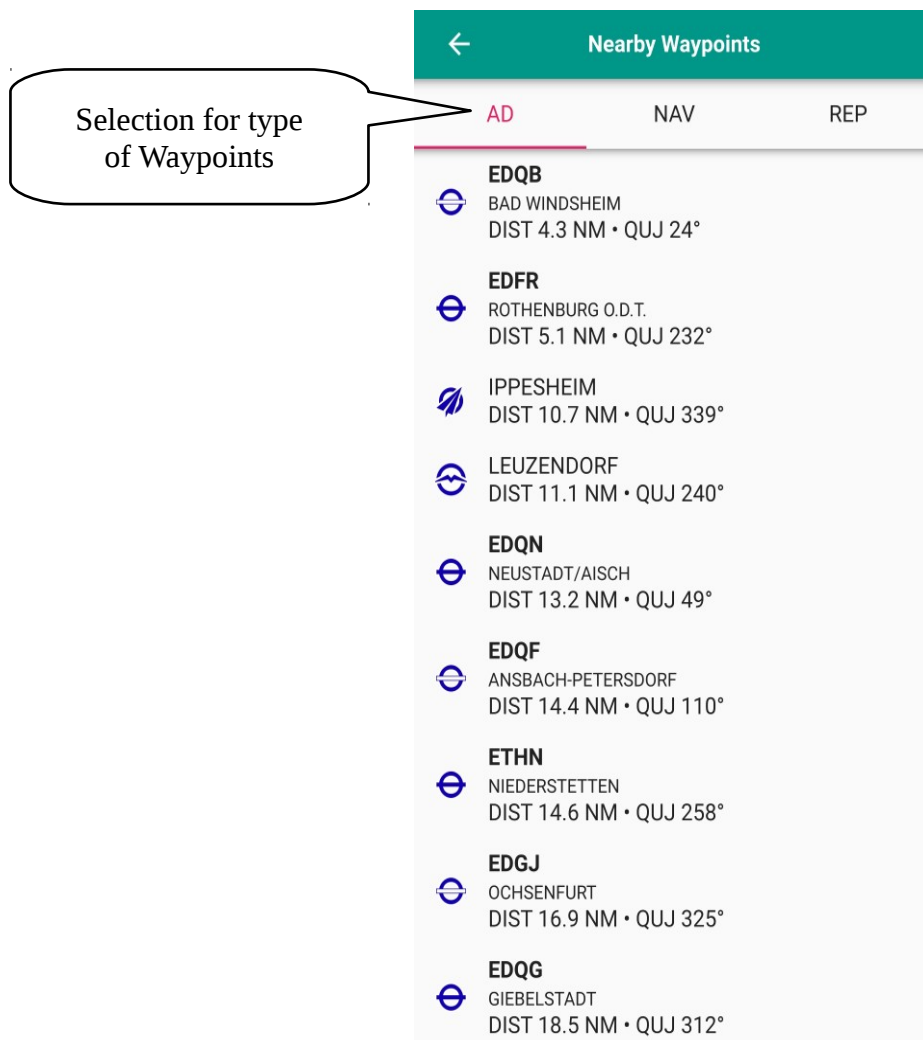 Nearby Waypoints
Selection for type
of Waypoints
AD NAV REP
EDQB
BAD WINDSHEIM
DIST 4.3 NM • QUJ 24°
EDFR
ROTHENBURG O.D.T.
DIST 5.1 NM • QUJ 232°
IPPESHEIM
DIST 10.7 NM • QUJ 339°
LEUZENDORF
DIST 11.1 NM • QUJ 240°
EDQN
NEUSTADT/AISCH
DIST 13.2 NM • QUJ 49°
EDQF
ANSBACH-PETERSDORF
DIST 14.4 NM • QUJ 110°
ETHN
NIEDERSTETTEN
DIST 14.6 NM • QUJ 258°
EDGJ
OCHSENFURT
DIST 16.9 NM • QUJ 325°
EDQG
GIEBELSTADT
DIST 18.5 NM • QUJ 312°